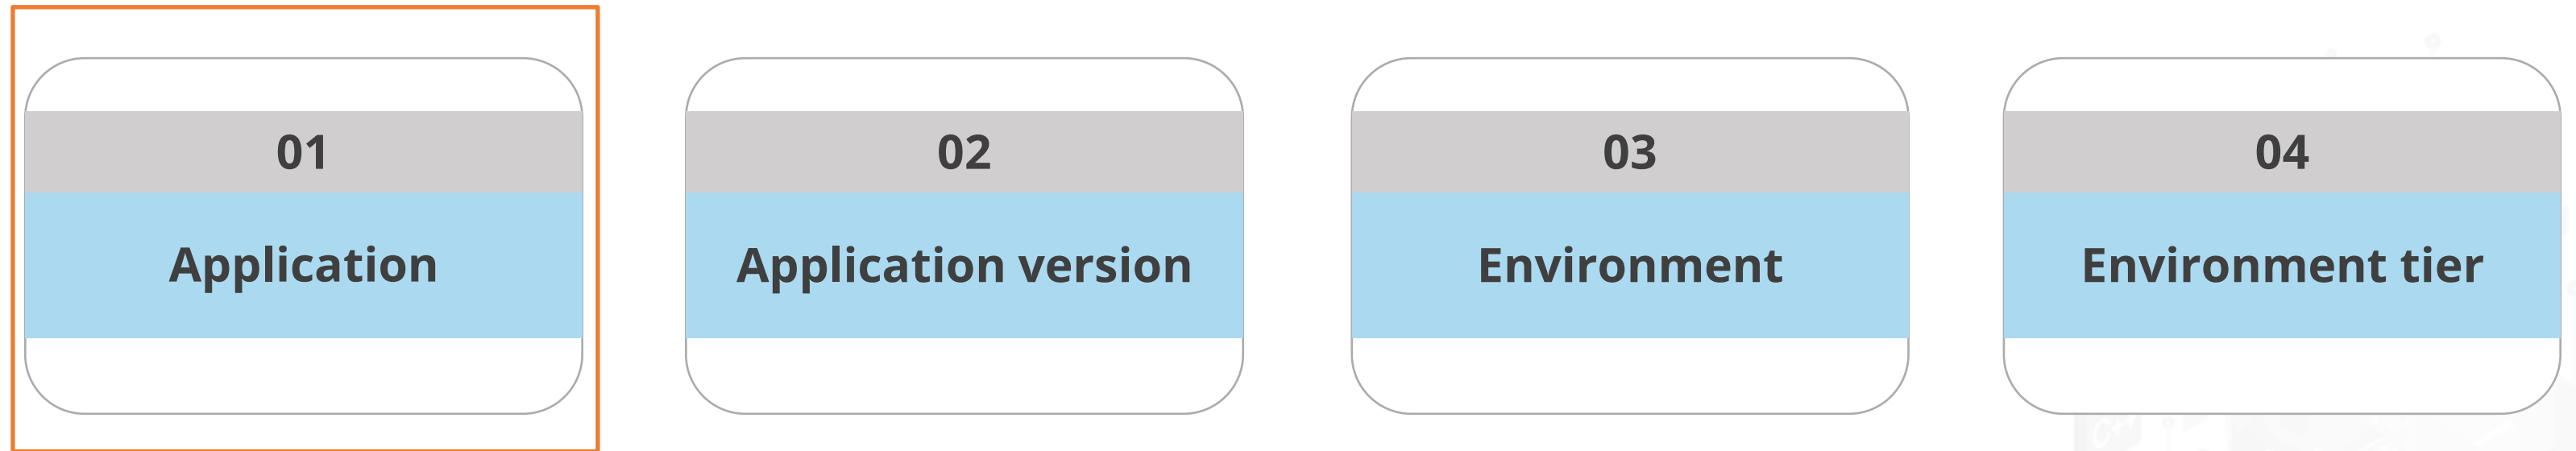 01
Application
02
Application version
03
Environment
04
Environment tier